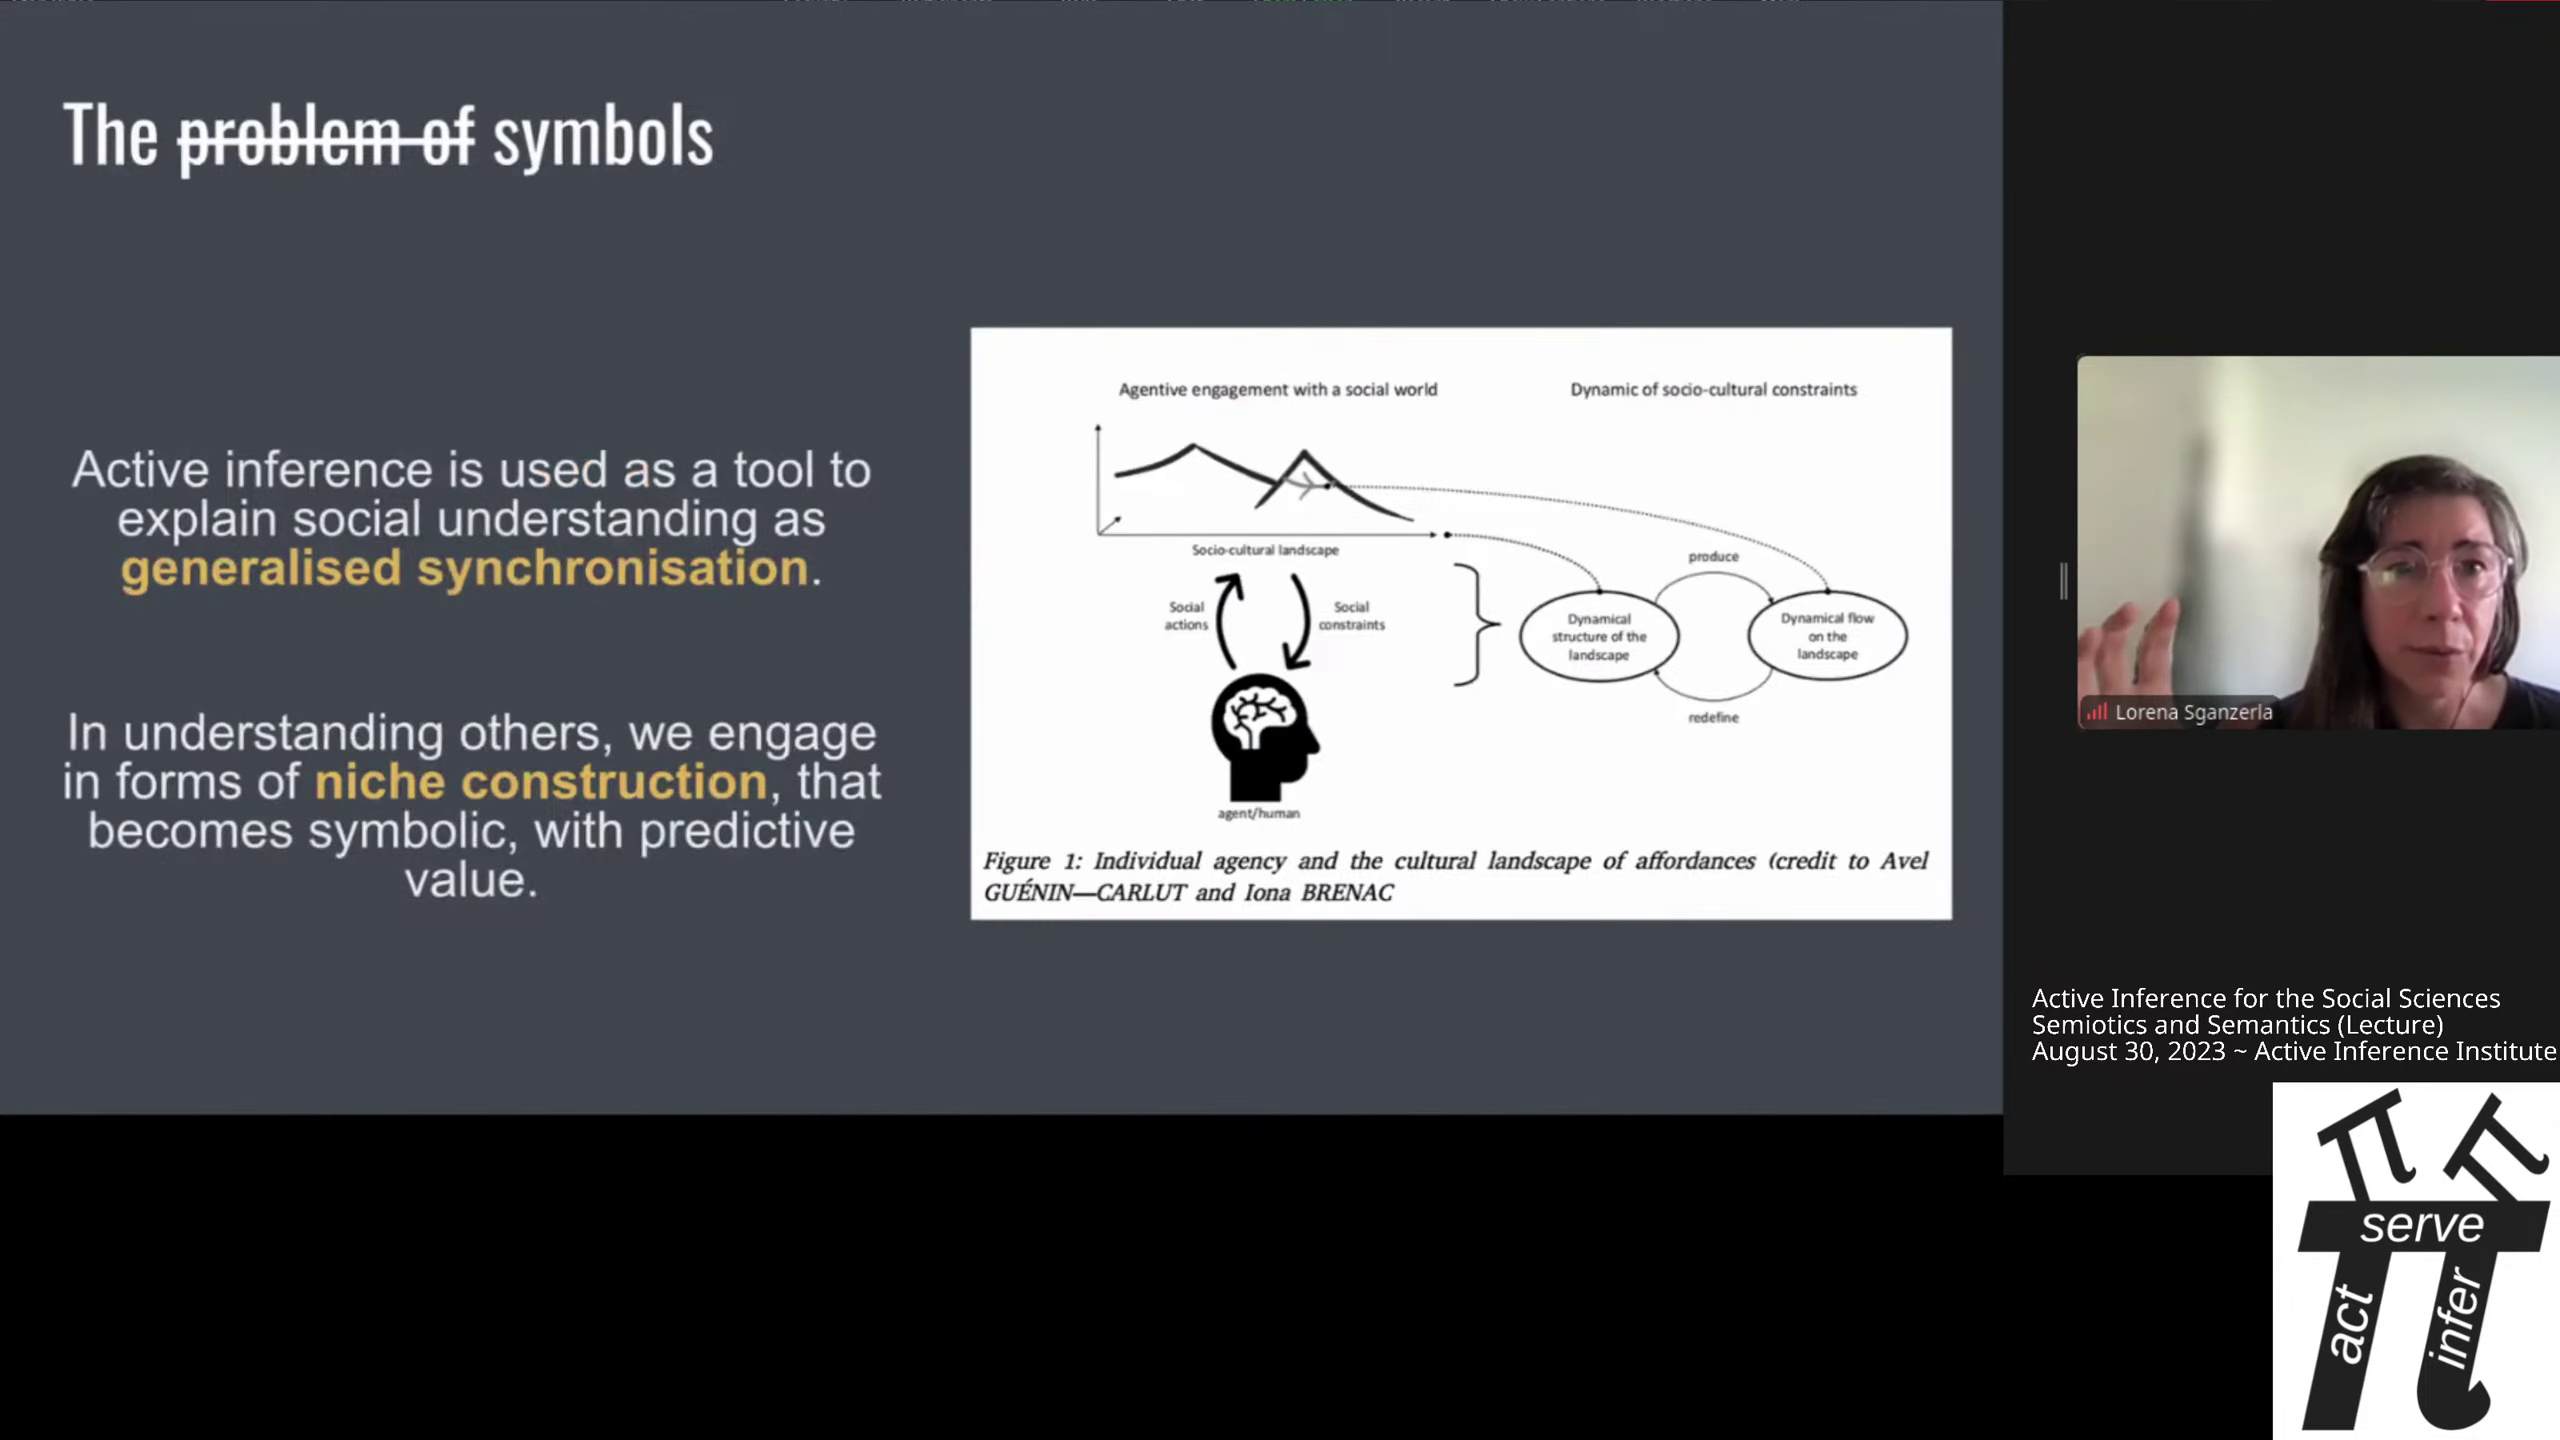 The problem of symbols
Active inference is used as a tool to
explain social understanding as
generalised synchronisation.
In understanding others, we engage
in forms of niche construction, that
becomes symbolic, with predictive
value.
Agentive engagement with a social world
Dynamic of socio-cultural constraints
Socio-cultural landscape
Social
actions
Social
constraints
agent/human
produce
Dynamical
structure of the
landscape
Dynamical flow
on the
landscape
redefine
Figure 1: Individual agency and the cultural landscape of affordances (credit to Avel
GUÉNIN—CARLUT and Iona BRENAC
Lorena Sganzerla
Active Inference for the Social Sciences
Semiotics and Semantics (Lecture)
August 30, 2023 ~ Active Inference Institute
serve
act
infer